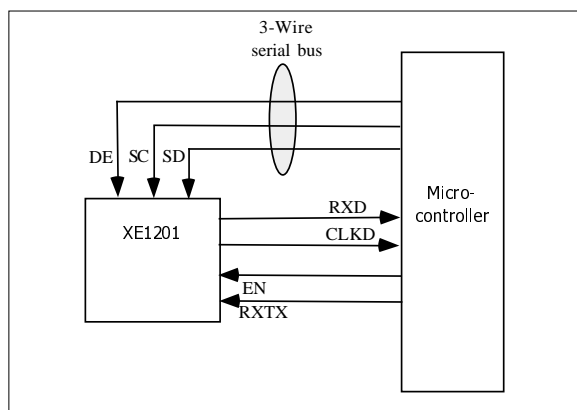 3-Wire
serial bus
DE
SC
SD
XE1201
RXD
CLKD
EN
RXTX
Micro-
controller